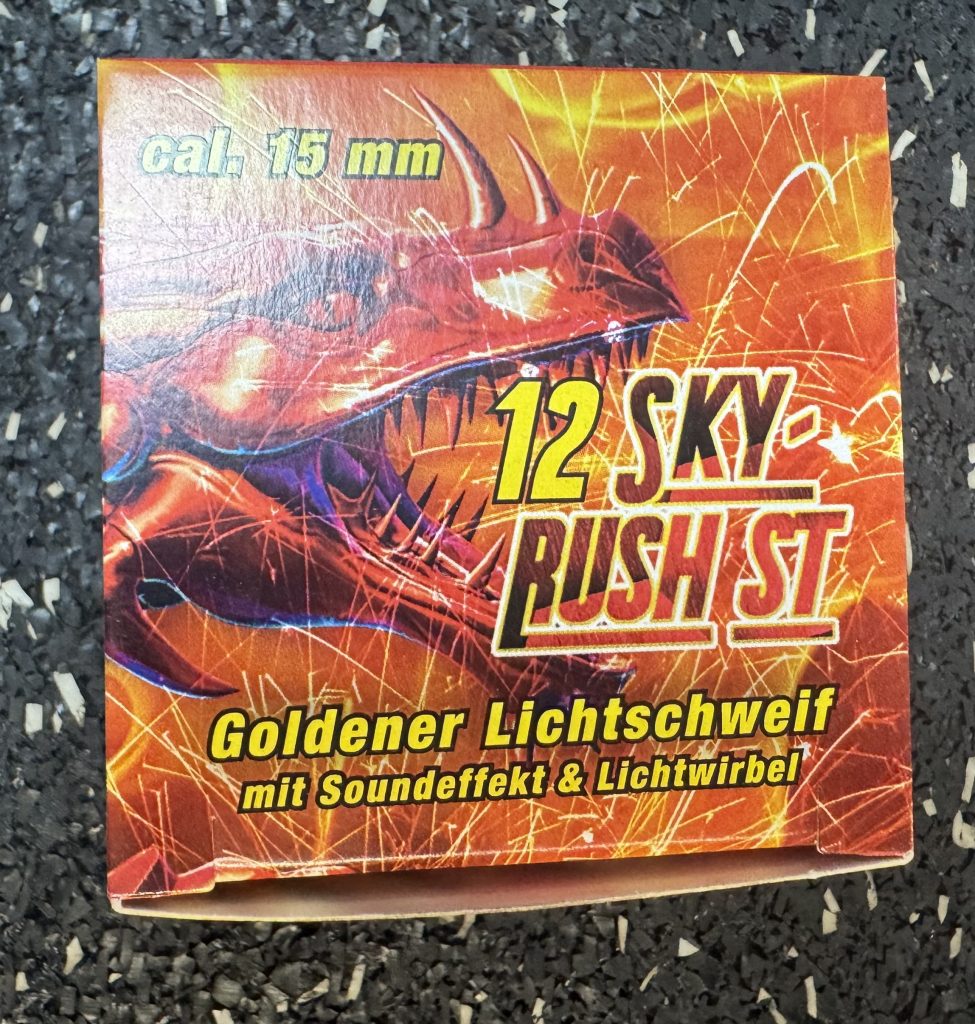 cal. 15 mm
12 SKY-
RUSH ST
Goldener Lichtschweif
mit Soundeffekt & Lichtwirbel